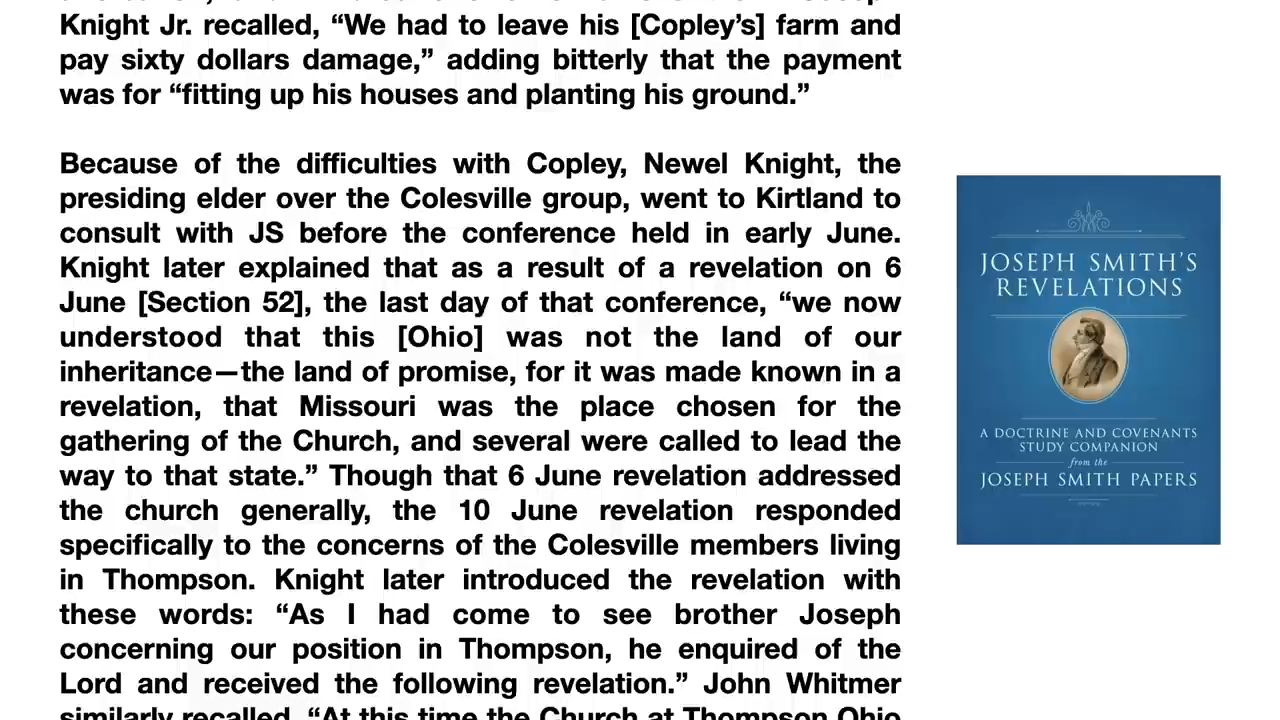 Knight Jr. recalled, “We had to leave his [Copley’s] farm and
pay sixty dollars damage,” adding bitterly that the payment
was for “fitting up his houses and planting his ground.”
Because of the difficulties with Copley, Newel Knight, the
presiding elder over the Colesville group, went to Kirtland to
consult with JS before the conference held in early June.
Knight later explained that as a result of a revelation on 6
June [Section 52], the last day of that conference, “we now
understood that this [Ohio] was not the land of our
inheritance—the land of promise, for it was made known in a
revelation, that Missouri was the place chosen for the
gathering of the Church, and several were called to lead the
way to that state.” Though that 6 June revelation addressed
the church generally, the 10 June revelation responded
specifically to the concerns of the Colesville members living
in Thompson. Knight later introduced the revelation with
these words: “As I had come to see brother Joseph
concerning our position in Thompson, he enquired of the
Lord and received the following revelation.” John Whitmer
similarly recalled, “At this time the Church at Thompson Ohio
JOSEPH SMITH’S
REVELATIONS
A DOCTRINE AND COVENANTS
STUDY COMPANION
from the
JOSEPH SMITH PAPERS